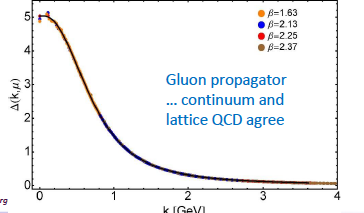 5
4
3
2
1
0
Δ(k,μ)
β=1.63
β=2.13
β=2.25
β=2.37
Gluon propagator
... continuum and
lattice QCD agree
0 1 2 3 4
k [GeV]
rg